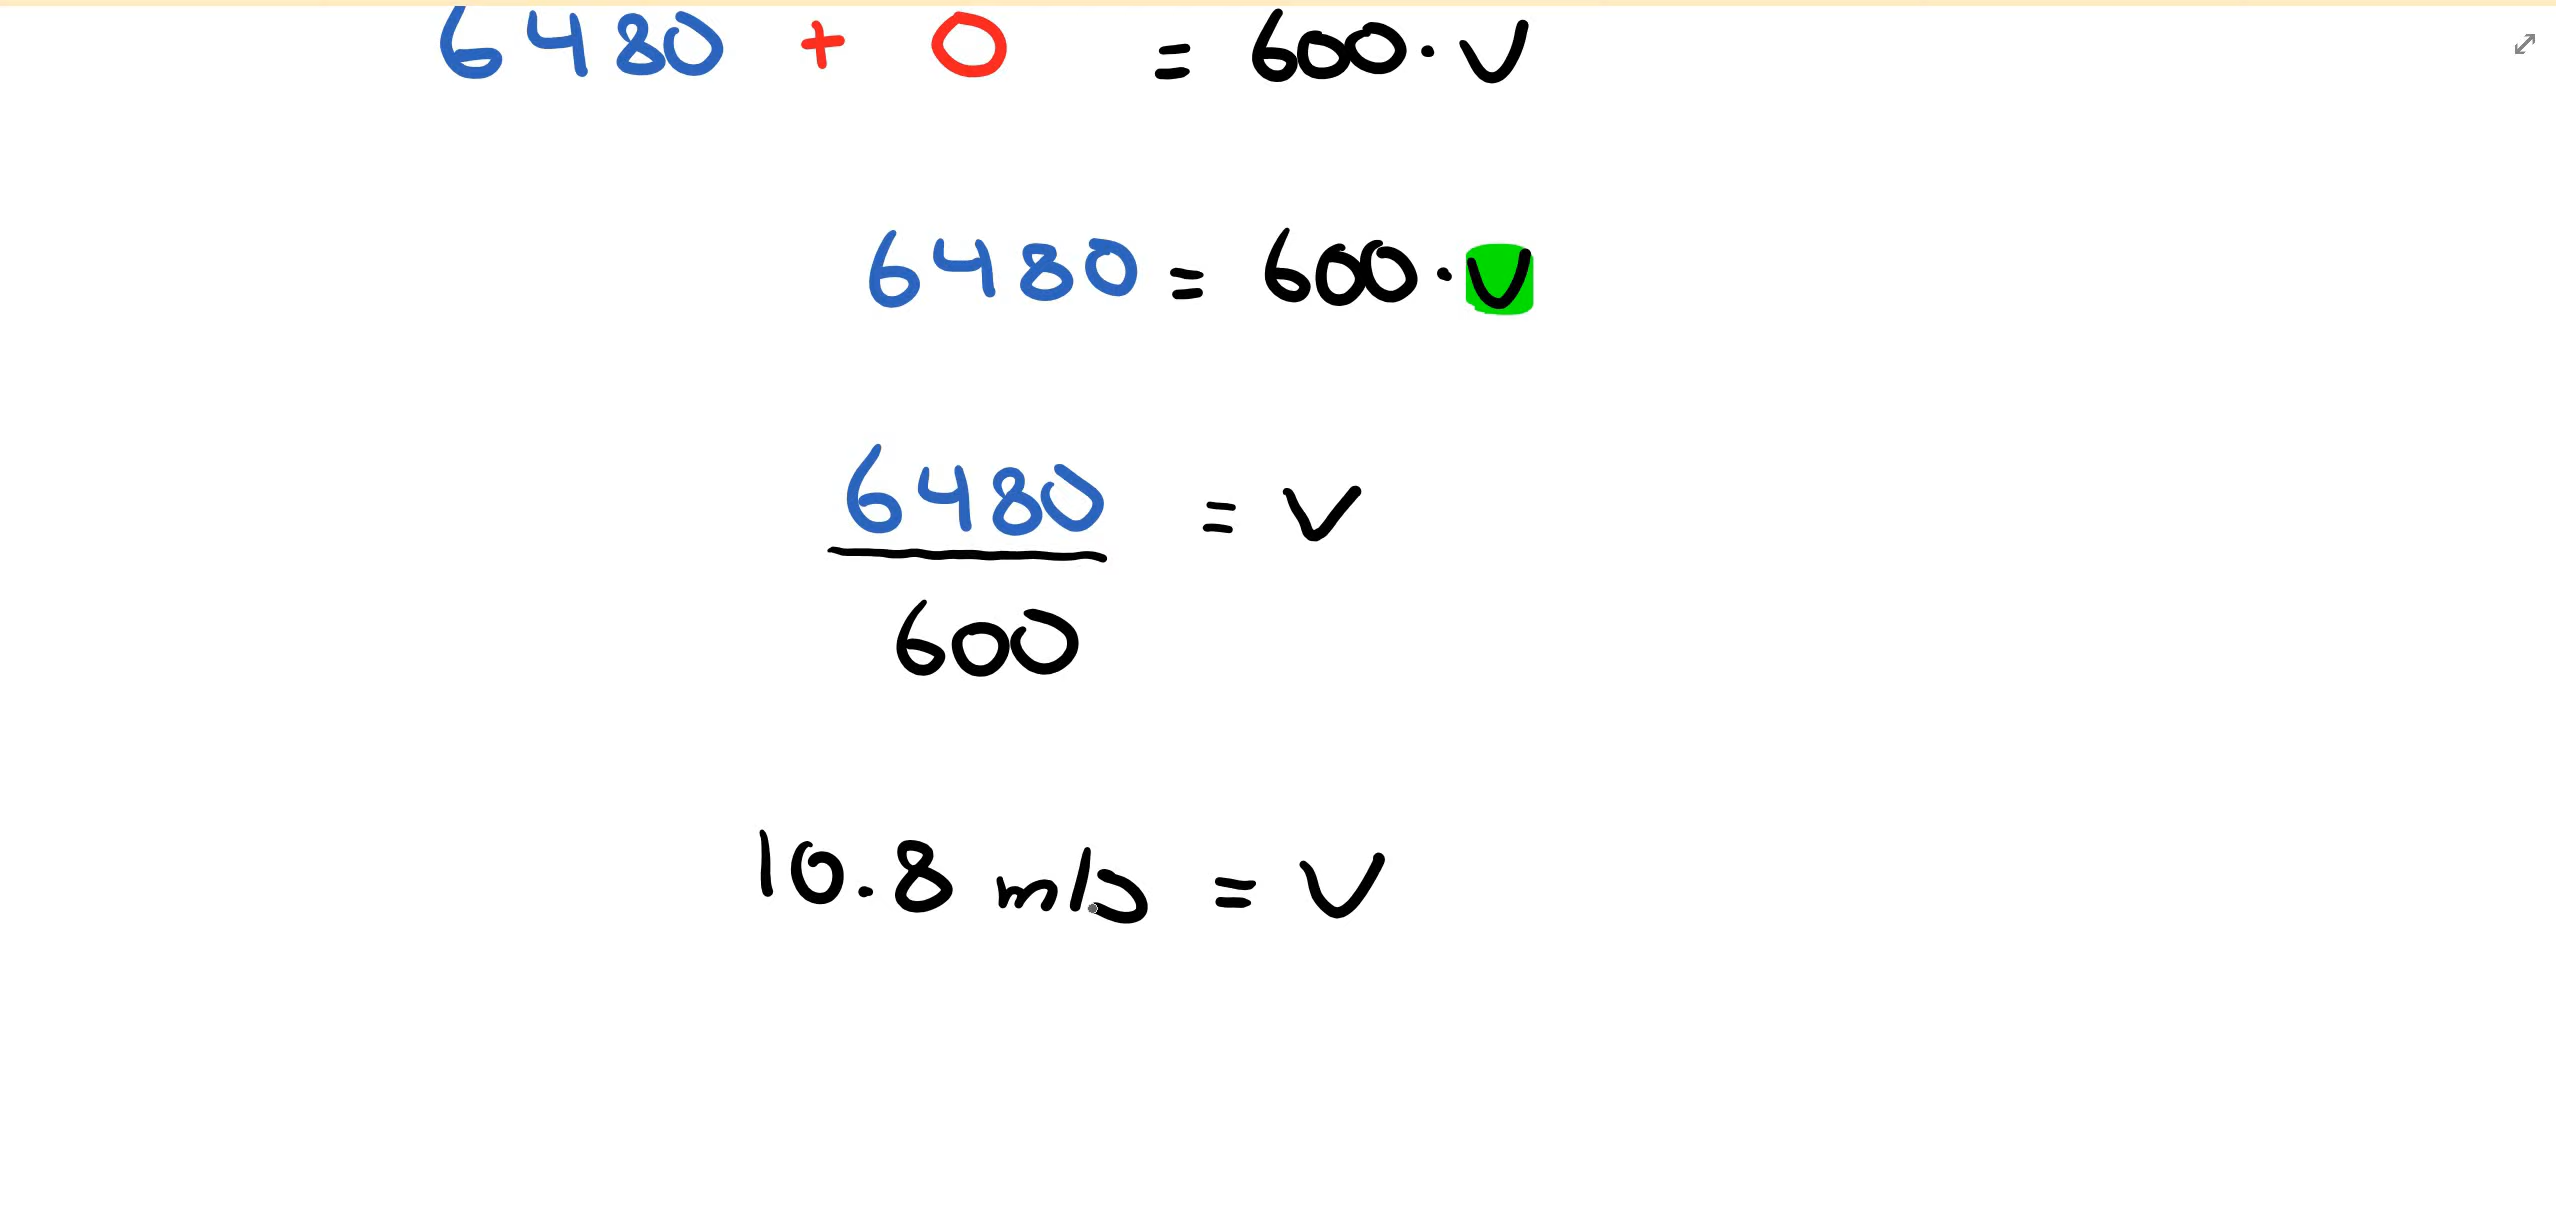 6480 + 0 = 600 · V
6480 = 600 · V
6480 = V
600
10.8 m/s = V